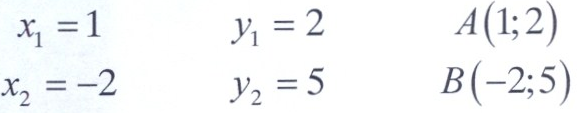 x₁ = 1 y₁ = 2 A(1;2)
x₂ = −2 y₂ = 5 B(−2;5)